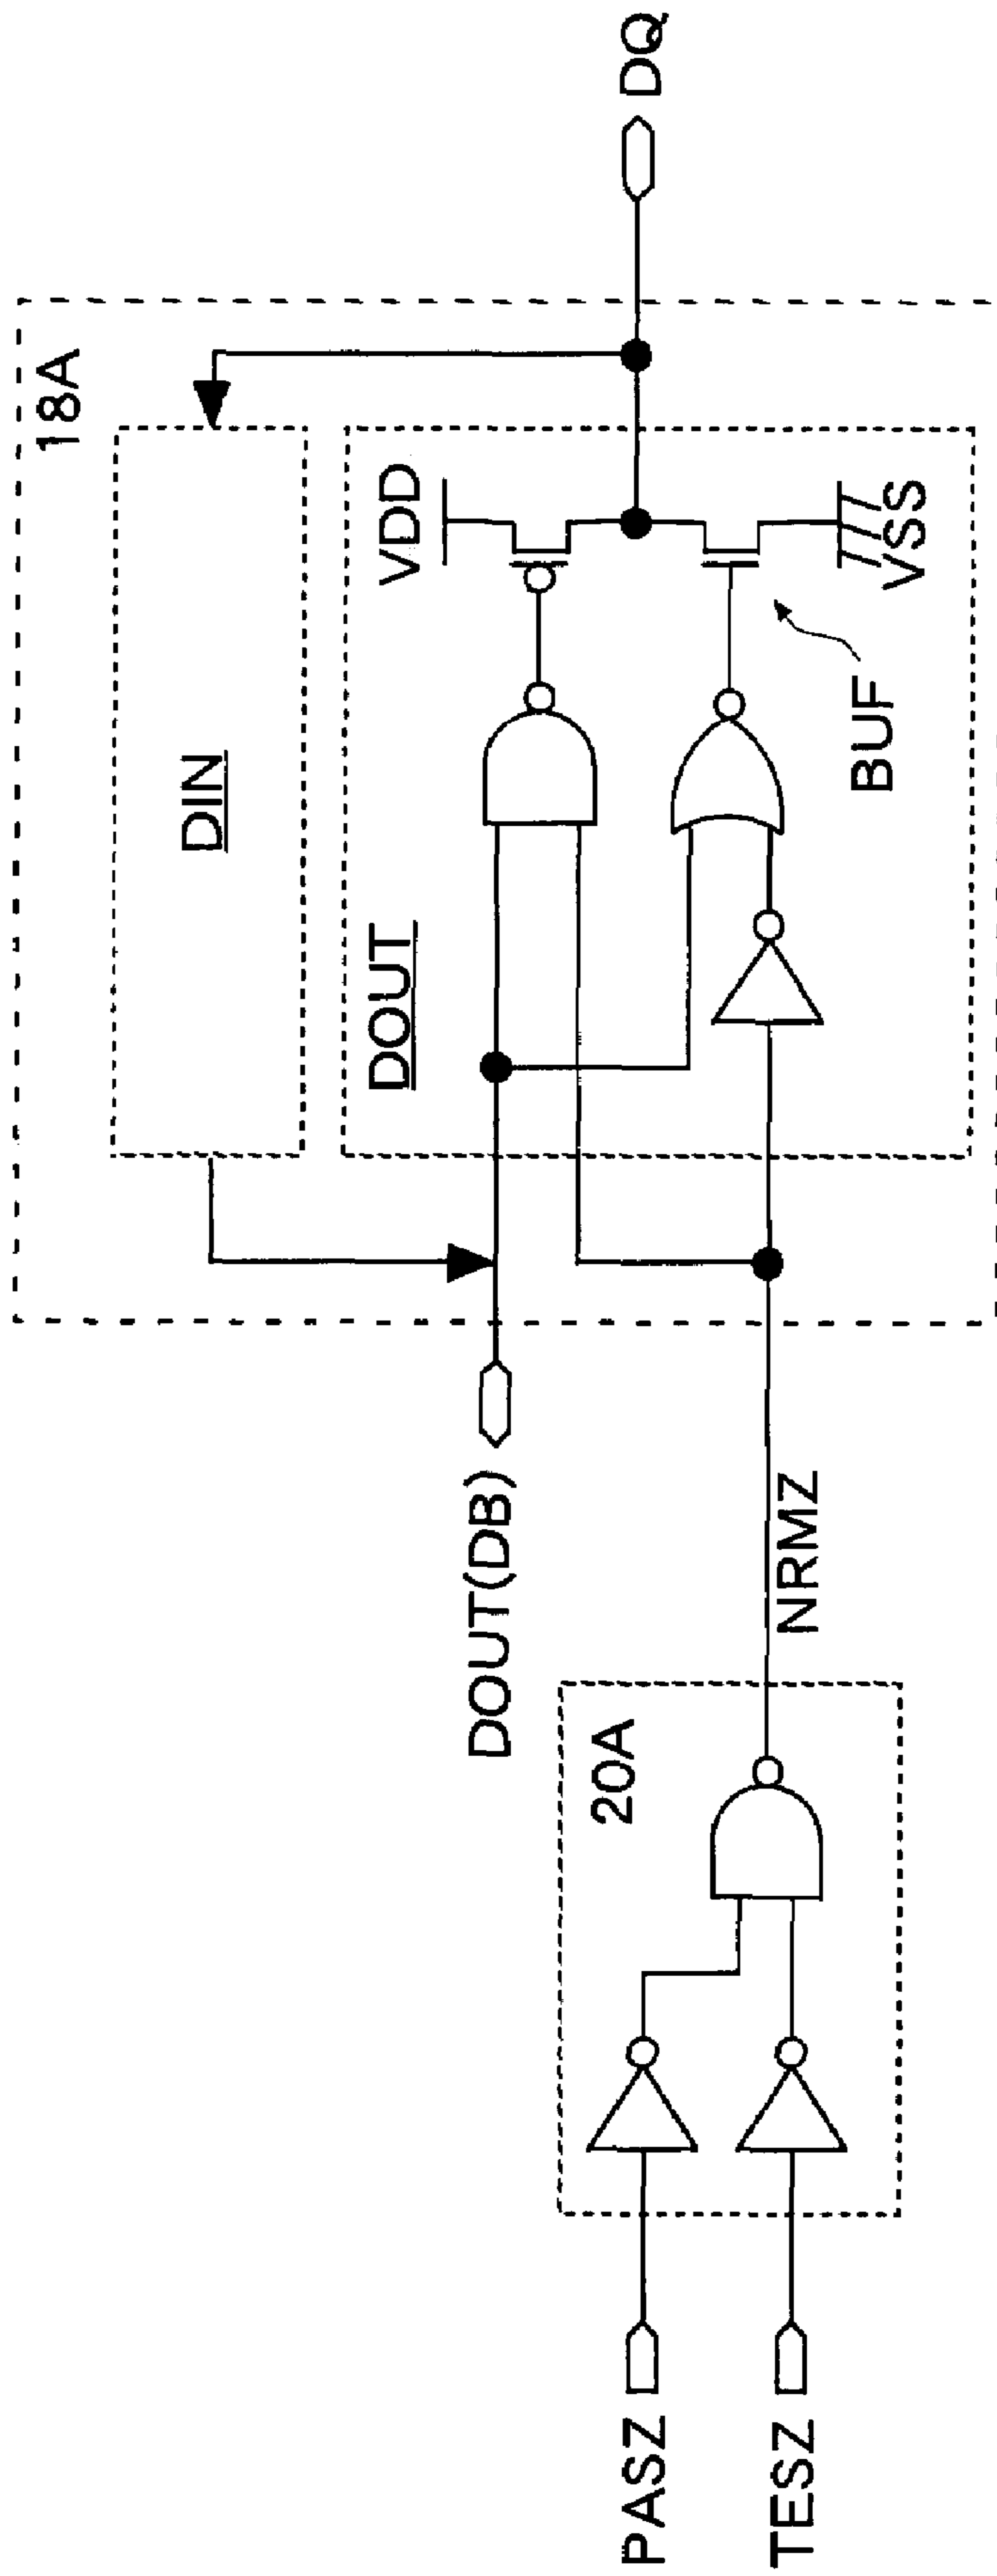 18A
DIN
DOUT
VDD
DQ
BUF
VSS
DOUT(DB)
NRMZ
20A
PASZ
TESZ